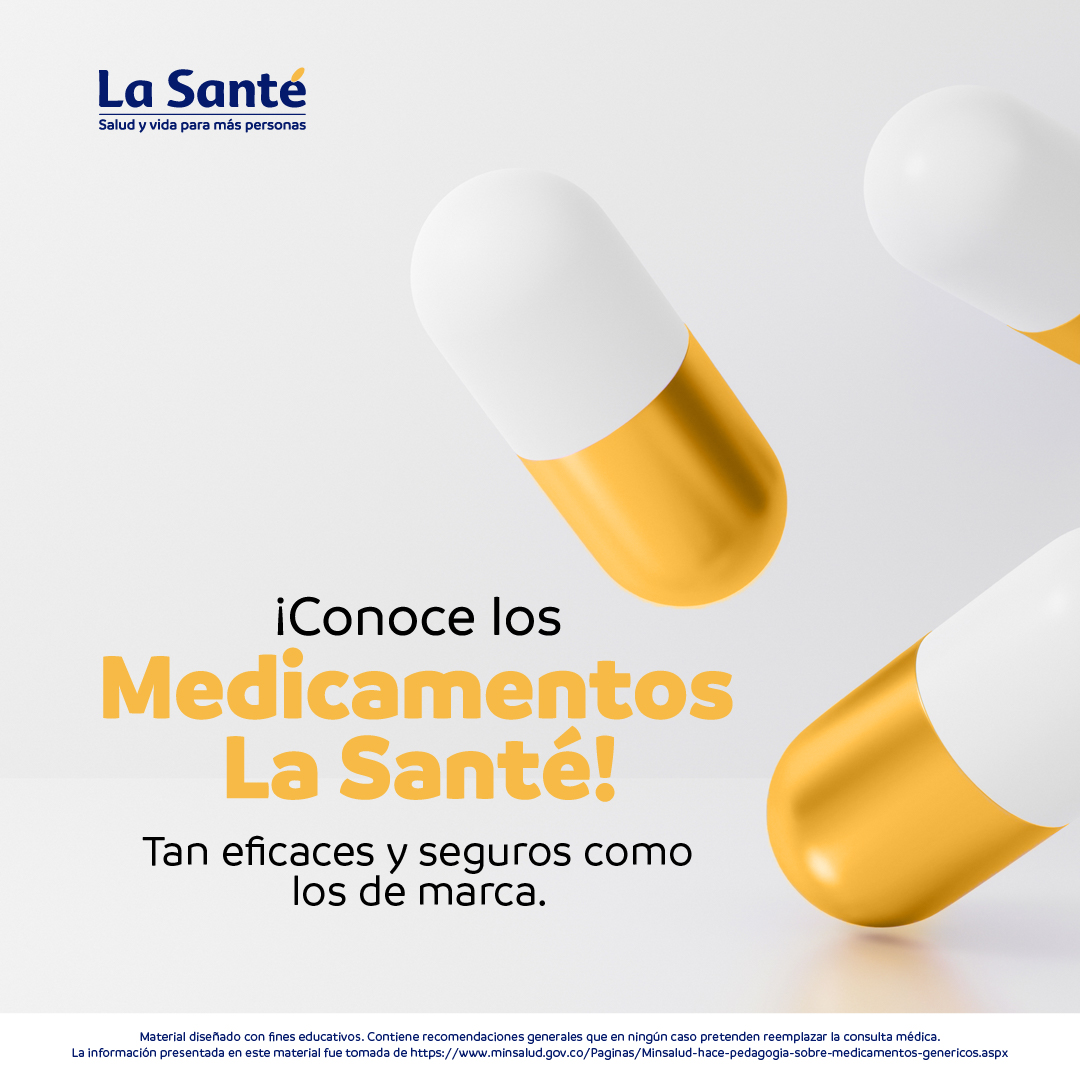 La Santé
Salud y vida para más personas
¡Conoce los
Medicamentos
La Santé!
Tan eficaces y seguros como
los de marca.
Material diseñado con fines educativos. Contiene recomendaciones generales que en ningún caso pretenden reemplazar la consulta médica.
La información presentada en este material fue tomada de https://www.minsalud.gov.co/Paginas/Minsalud-hace-pedagogia-sobre-medicamentos-genericos.aspx